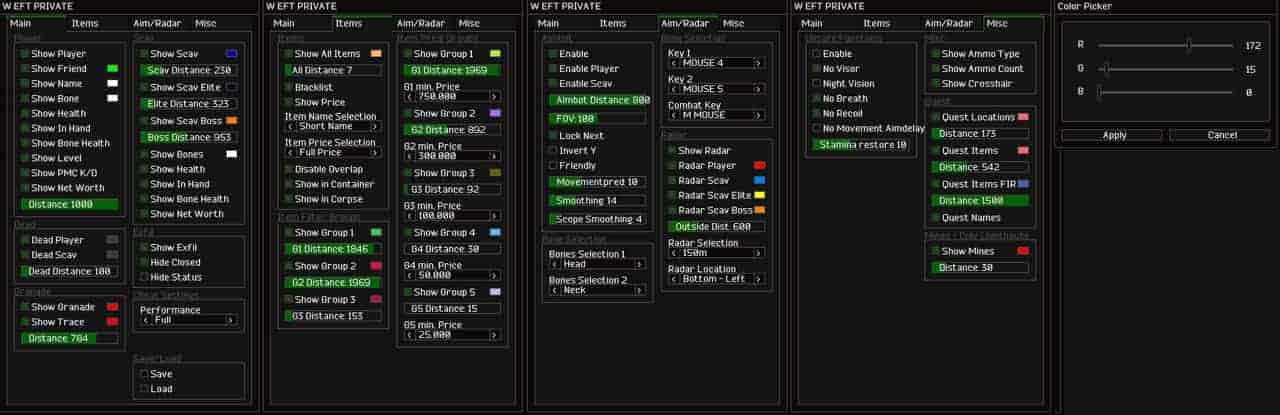 W EFT PRIVATE
Main
Items
Aim/Radar
Misc
Player
Show Player
Show Friend
Show Name
Show Bone
Show Health
Show In Hand
Show Bone Health
Show Level
Show PMC K/D
Show Net Worth
Distance 1000
Dead
Dead Player
Dead Scav
Dead Distance 100
Granade
Show Granade
Show Trace
Distance 784
Scav
Show Scav
Scav Distance 230
Show Scav Elite
Elite Distance 323
Show Scav Boss
Boss Distance 953
Show Bones
Show Health
Show In Hand
Show Bone Health
Show Net Worth
Exfil
Show Exfil
Hide Closed
Hide Status
Cheat Settings
Performance
< Full >
Save/Load
Save
Load
W EFT PRIVATE
Main
Items
Aim/Radar
Misc
Items
Show All Items
All Distance 7
Blacklist
Show Price
Item Name Selection
< Short Name >
Item Price Selection
< Full Price >
Disable Overlap
Show in Container
Show in Corpse
Item Filter Groups
Show Group 1
G1 Distance 1846
Show Group 2
G2 Distance 1969
Show Group 3
G3 Distance 153
Item Price Groups
Show Group 1
G1 Distance 1969
G1 min. Price
< 750.000 >
Show Group 2
G2 Distance 892
G2 min. Price
< 300.000 >
Show Group 3
G3 Distance 92
G3 min. Price
< 100.000 >
Show Group 4
G4 Distance 30
G4 min. Price
< 50.000 >
Show Group 5
G5 Distance 15
G5 min. Price
< 25.000 >
W EFT PRIVATE
Main
Items
Aim/Radar
Misc
Aimbot
Enable
Enable Player
Enable Scav
Aimbot Distance 800
FOV:100
Lock Next
Invert Y
Friendly
Movementpred 10
Smoothing 14
Scope Smoothing 4
Bone Selection
Bones Selection 1
< Head >
Bones Selection 2
< Neck >
Key 1
< MOUSE 4 >
Key 2
< MOUSE 5 >
Combat Key
< M MOUSE >
Radar
Show Radar
Radar Player
Radar Scav
Radar Scav Elite
Radar Scav Boss
Outside Dist. 600
Radar Selection
< 150m >
Radar Location
< Bottom - Left >
W EFT PRIVATE
Main
Items
Aim/Radar
Misc
Enable
No Visor
Night Vision
No Breath
No Recoil
No Movement Aimdelay
Stamina restore 10
Misc
Show Ammo Type
Show Ammo Count
Show Crosshair
Quest
Quest Locations
Distance 173
Quest Items
Distance 542
Quest Items FIR
Distance 1500
Quest Names
Mines - Only Lighthouse
Show Mines
Distance 30
Color Picker
R 172
G 15
B 0
Apply
Cancel